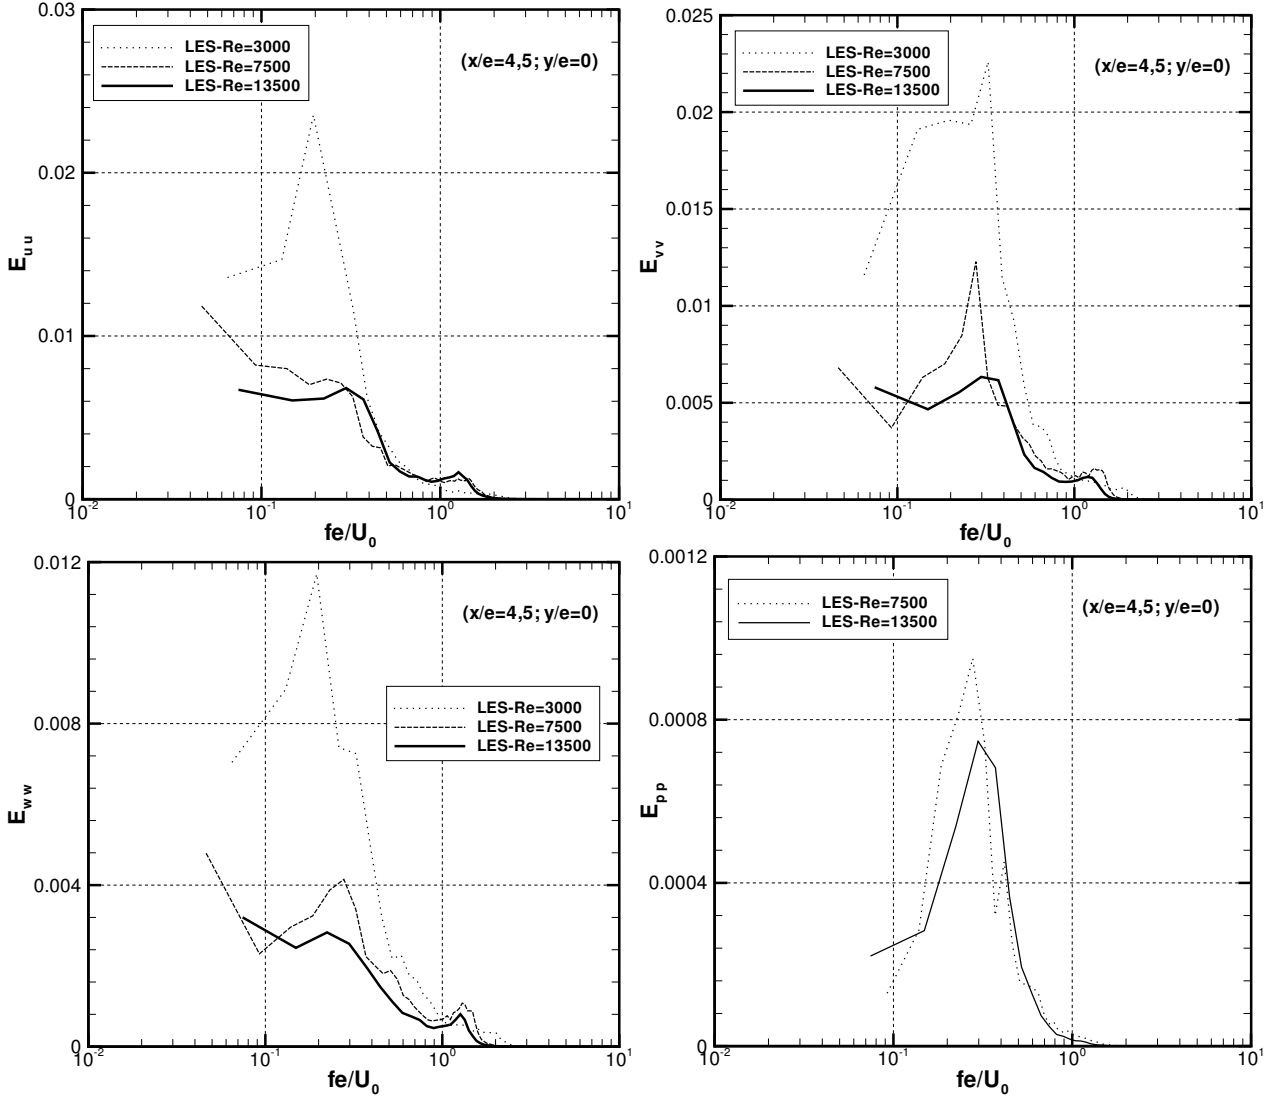 0.03
LES-Re=3000
LES-Re=7500
LES-Re=13500
(x/e=4,5; y/e=0)
0.02
E u u
0.01
0
10-2
10-1
100
101
fe/U0
0.025
LES-Re=3000
LES-Re=7500
LES-Re=13500
(x/e=4,5; y/e=0)
0.02
0.015
E v v
0.01
0.005
0
10-2
10-1
100
101
fe/U0
0.012
(x/e=4,5; y/e=0)
LES-Re=3000
LES-Re=7500
LES-Re=13500
0.008
E w w
0.004
0
10-2
10-1
100
101
fe/U0
0.0012
LES-Re=7500
LES-Re=13500
(x/e=4,5; y/e=0)
0.0008
E p p
0.0004
0
10-2
10-1
100
101
fe/U0